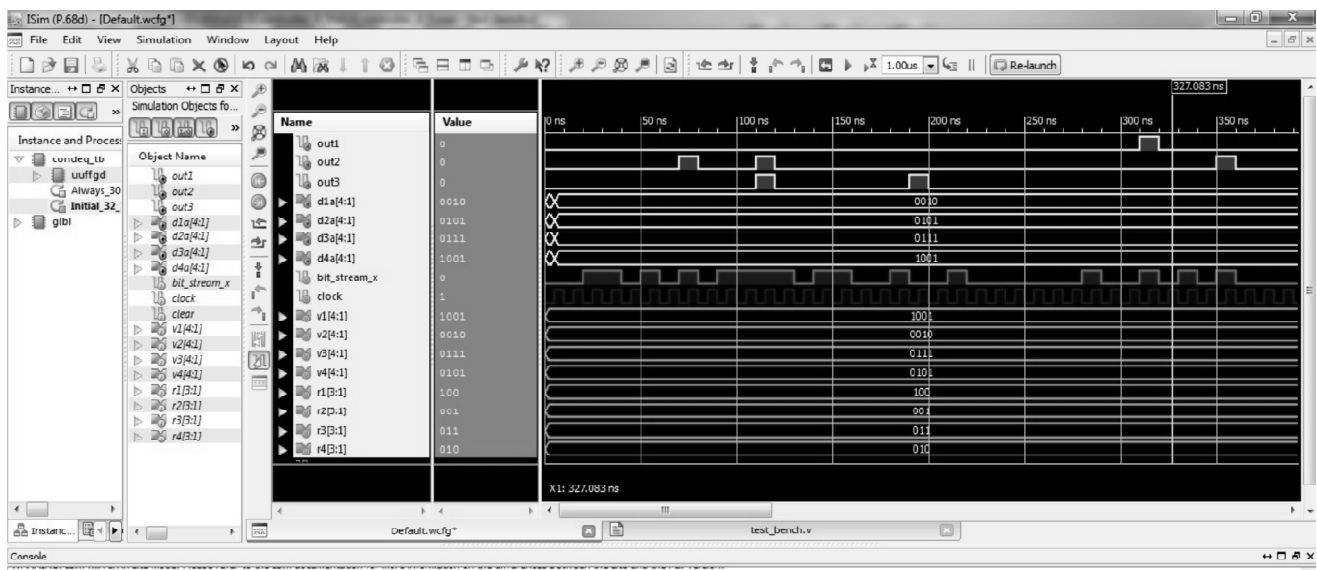 ISim (P.68d) - [Default.wcfg*]
File Edit View Simulation Window Layout Help
1.00us
Re-launch
Instance...
Objects
Simulation Objects fo...
Instance and Process
Object Name
condeq_tb
uuffgd
Always_30
Initial_32_
glbl
out1
out2
out3
d1a[4:1]
d2a[4:1]
d3a[4:1]
d4a[4:1]
bit_stream_x
clock
clear
v1[4:1]
v2[4:1]
v3[4:1]
v4[4:1]
r1[3:1]
r2[3:1]
r3[3:1]
r4[3:1]
327.083 ns
Name Value
0 ns 50 ns 100 ns 150 ns 200 ns 250 ns 300 ns 350 ns
out1 0
out2 0
out3 0
d1a[4:1] 0010 0010
d2a[4:1] 0101 0101
d3a[4:1] 0111 0111
d4a[4:1] 1001 1001
bit_stream_x 0
clock 1
v1[4:1] 1001 1001
v2[4:1] 0010 0010
v3[4:1] 0111 0111
v4[4:1] 0101 0101
r1[3:1] 100 100
r2[3:1] 001 001
r3[3:1] 011 011
r4[3:1] 010 010
X1: 327.083 ns
Instanc...
Default.wcfg*
test_bench.v
Console